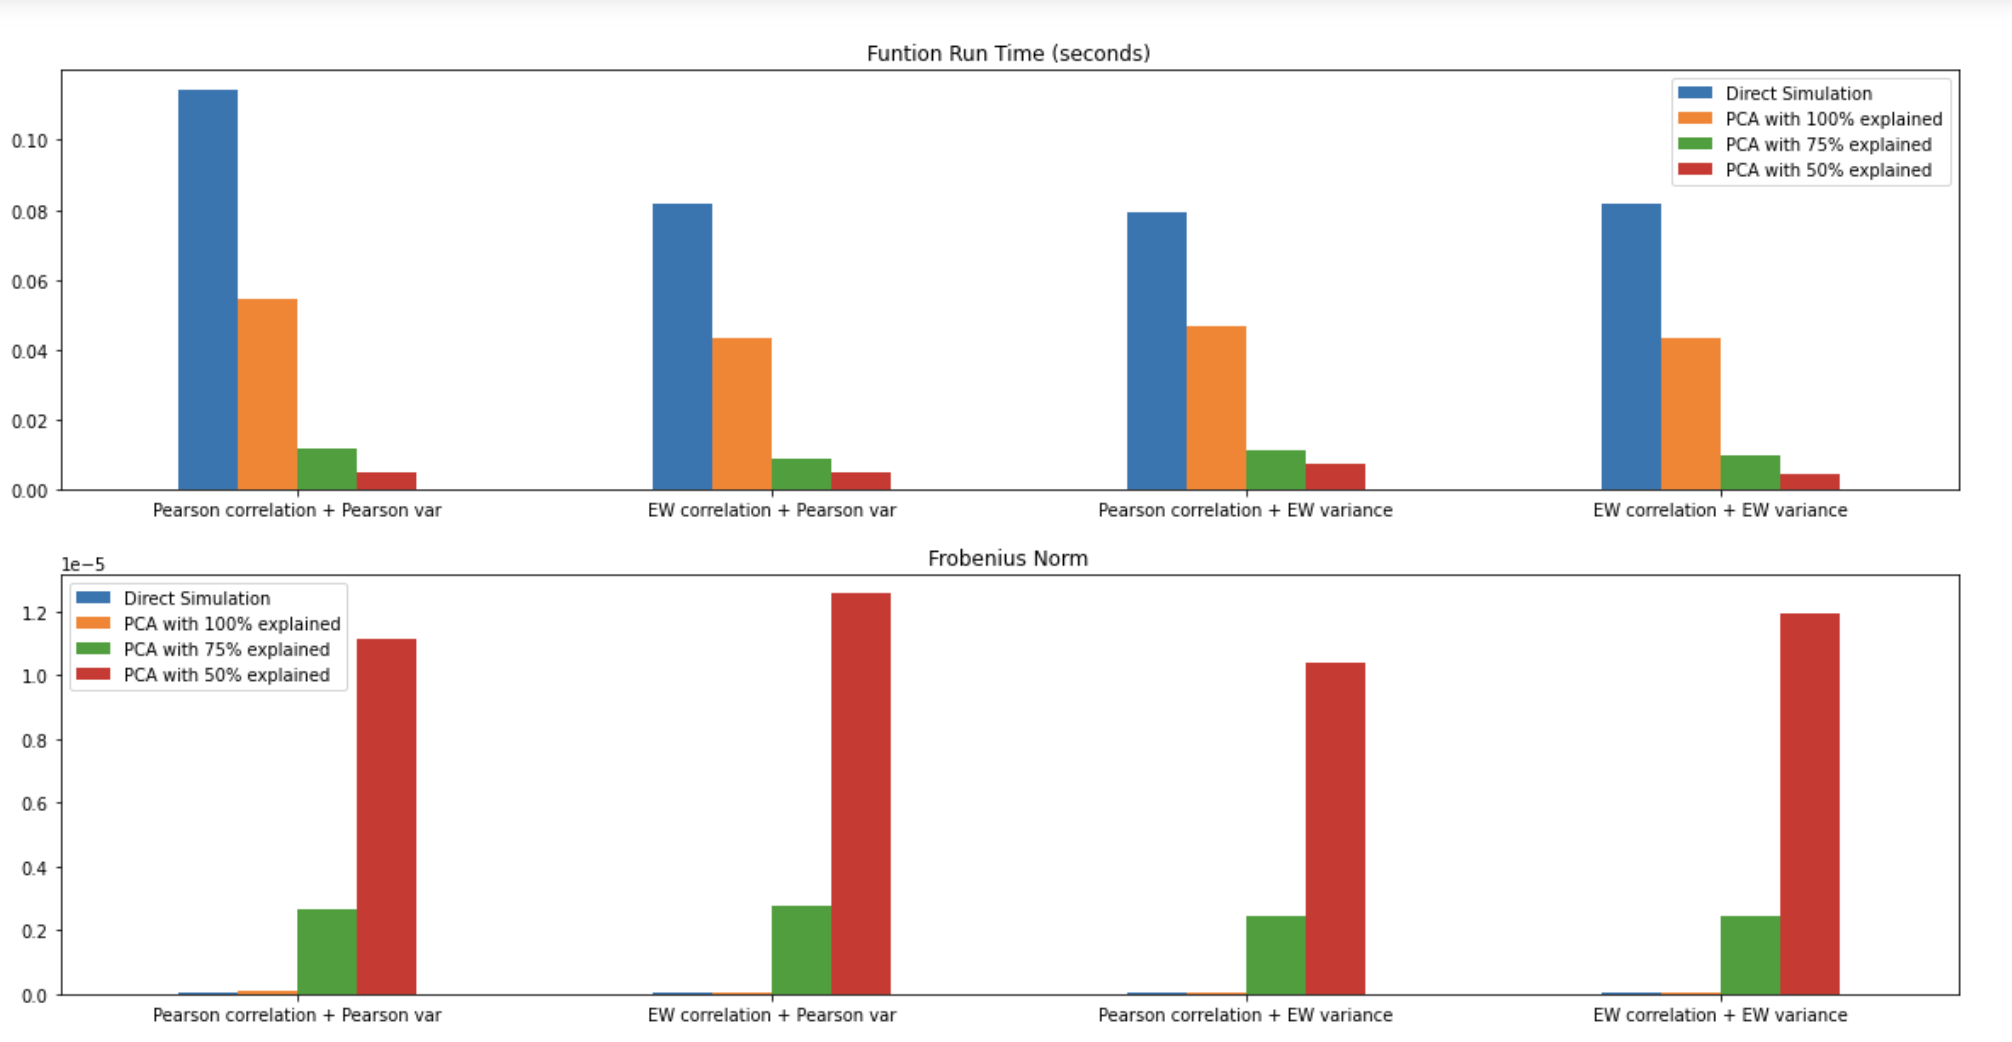 Funtion Run Time (seconds)
Direct Simulation
PCA with 100% explained
PCA with 75% explained
PCA with 50% explained
0.10
0.08
0.06
0.04
0.02
0.00
Pearson correlation + Pearson var
EW correlation + Pearson var
Pearson correlation + EW variance
EW correlation + EW variance
Frobenius Norm
1e−5
Direct Simulation
PCA with 100% explained
PCA with 75% explained
PCA with 50% explained
1.2
1.0
0.8
0.6
0.4
0.2
0.0
Pearson correlation + Pearson var
EW correlation + Pearson var
Pearson correlation + EW variance
EW correlation + EW variance